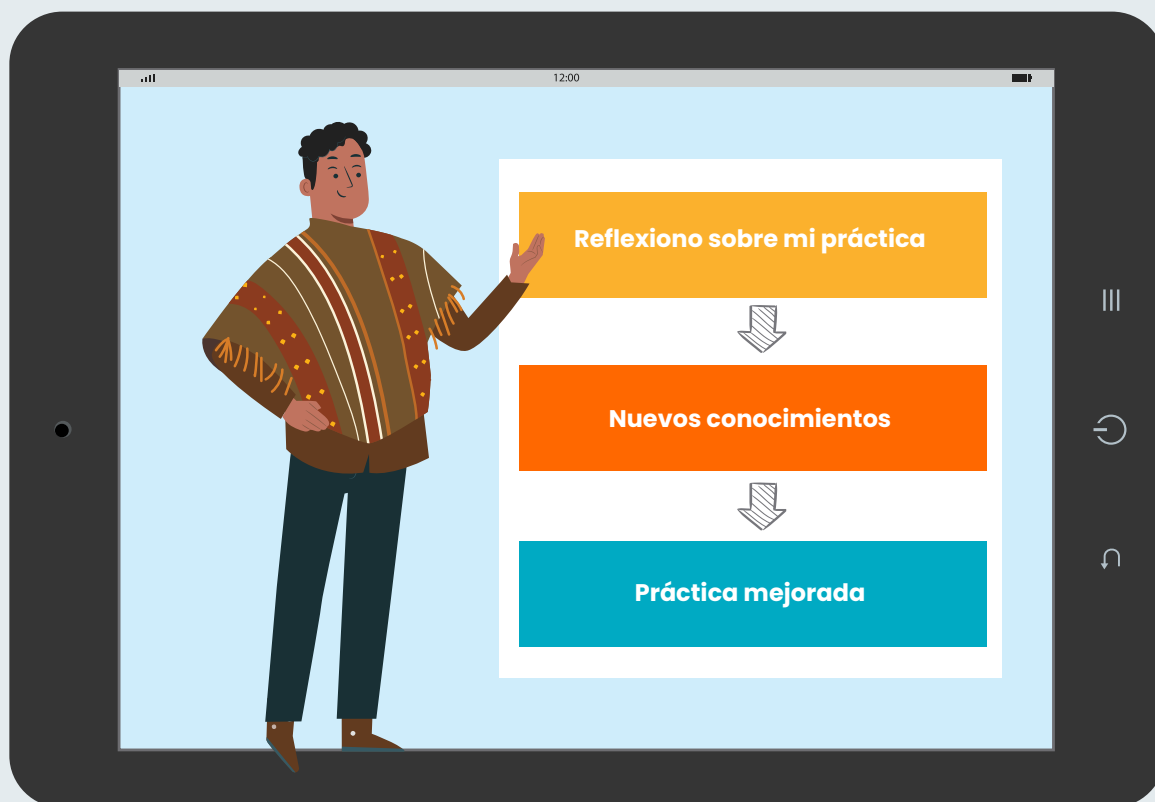 12:00
Reflexiono sobre mi práctica
Nuevos conocimientos
Práctica mejorada